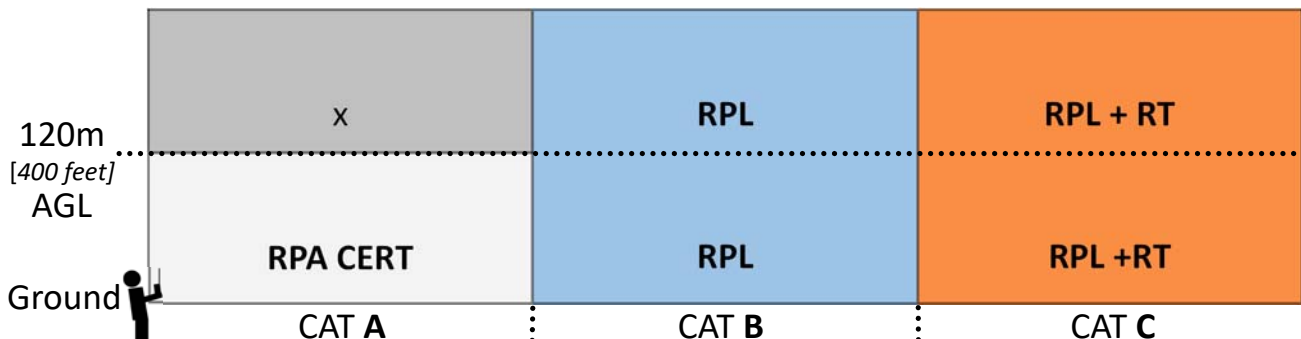 x
RPL
RPL + RT
120m
[400 feet]
AGL
RPA CERT
RPL
RPL +RT
Ground
CAT A
CAT B
CAT C